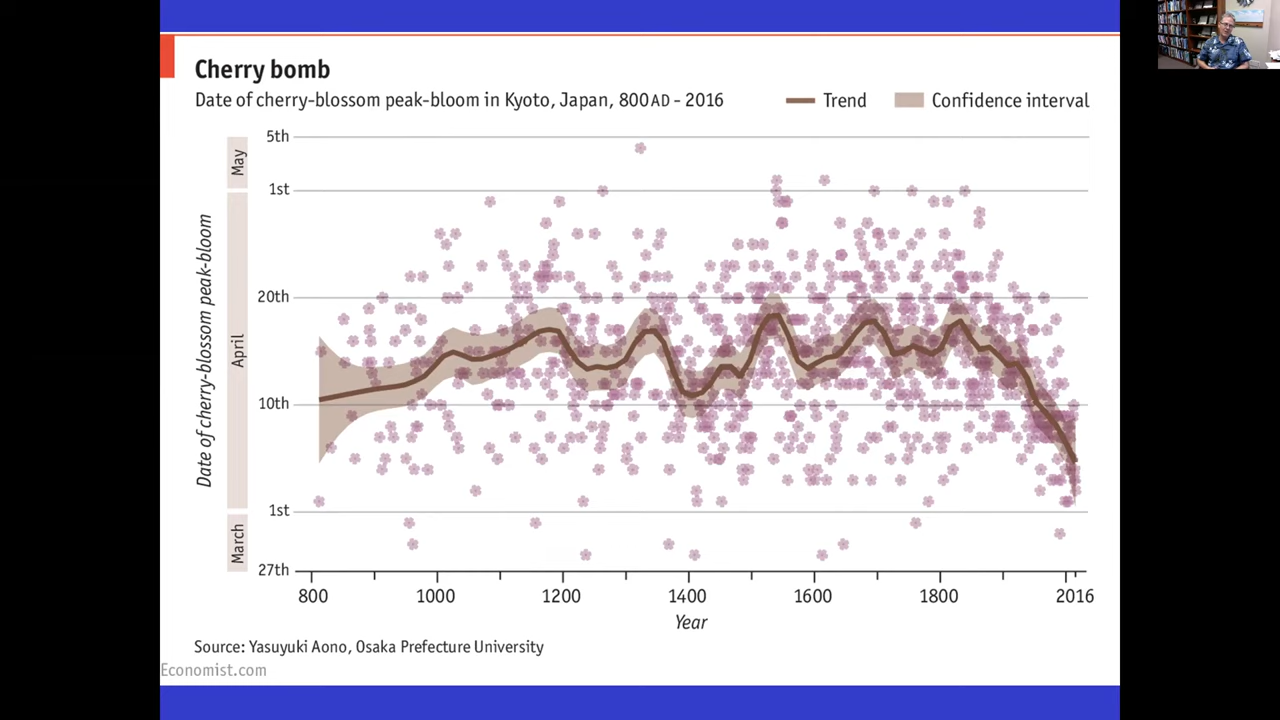 Cherry bomb
Date of cherry-blossom peak-bloom in Kyoto, Japan, 800AD - 2016
Trend
Confidence interval
Date of cherry-blossom peak-bloom
May
April
March
5th
1st
20th
10th
1st
27th
800
1000
1200
1400
1600
1800
2016
Year
Source: Yasuyuki Aono, Osaka Prefecture University
Economist.com